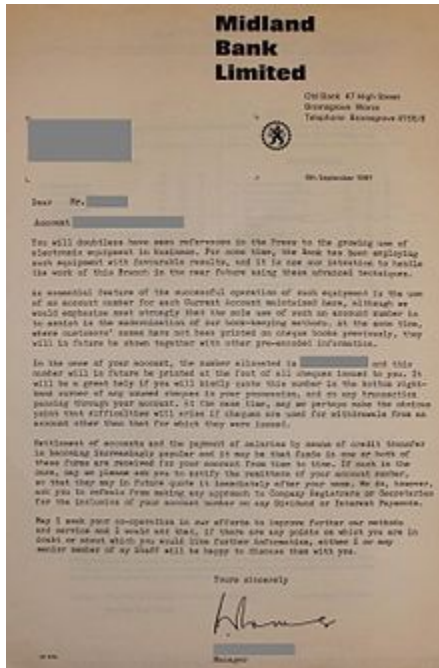 Midland
Bank
Limited
Old Bank 47 High Street
Bromsgrove Worcs
Telephone Bromsgrove
September
Dear Mr.
Account
You will doubtless have seen references in the Press to the growing use of
electronic equipment in business. For some time, the Bank has been employing
such equipment with favourable results, and it is now our intention to handle
the work of this Branch in the near future using these advanced techniques.
An essential feature of the successful operation of such equipment is the use
of an account number for each Current Account maintained here, although we
would emphasise most strongly that the sole use of such an account number is
to assist in the modernisation of our book-keeping methods. At the same time,
where customers' names have not been printed on cheque books previously, they
will in future be shown together with other pre-encoded information.
In the case of your account, the number allocated is and this
number will in future be printed at the foot of all cheques issued to you. It
will be a great help if you will kindly quote this number in the bottom right-
hand corner of any unused cheques in your possession, and on any transaction
passing through your account. At the same time, may we perhaps make the obvious
point that difficulties will arise if cheques are used for withdrawals from an
account other than that for which they were issued.
Settlement of accounts and the payment of salaries by means of credit transfer
is becoming increasingly popular and it may be that funds in one or both of
these forms are received for your account from time to time. If such is the
case, may we please ask you to notify the remitters of your account number,
so that they may in future quote it immediately after your name. We do, however,
ask you to refrain from making any approach to Company Registrars or Secretaries
for the inclusion of your account number on any Dividend or Interest Payments.
May I seek your co-operation in our efforts to improve further our methods
and service and I would say that, if there are any points on which you are in
doubt or about which you would like further information, either I or any
senior member of my Staff will be happy to discuss them with you.
Yours sincerely
Manager